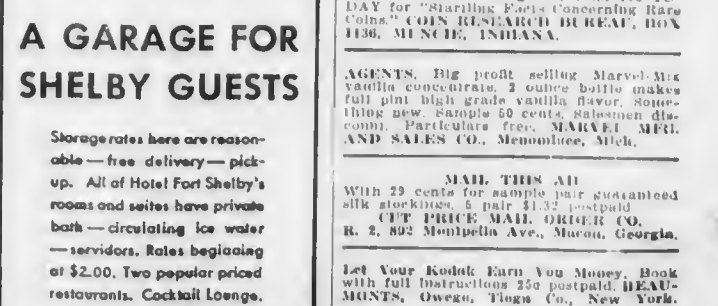 A GARAGE FOR
SHELBY GUESTS
Storage rates here are reason-
able — free delivery — pick-
up. All of Hotel Fort Shelby's
rooms and suites have private
bath — circulating ice water
— servidors. Rates beginning
at $2.00. Two popular priced
restaurants. Cocktail Lounge.
DAY for "Startling Facts Concerning Rare
Coins." COIN RESEARCH BUREAU, BOX
1136, MUNCIE, INDIANA.
AGENTS. Big profit selling Marvel-Mix
vanilla concentrate. 2 ounce bottle makes
full pint high grade vanilla flavor. Some-
thing new. Sample 50 cents. Salesmen dis-
count. Particulars free. MARVEL MFG.
AND SALES CO., Menominee, Mich.
MAIL THIS AD
With 29 cents for sample pair guaranteed
silk stockings. 5 pair $1.32 postpaid
CUT PRICE MAIL ORDER CO.
R. 2, 892 Montpelia Ave., Macon, Georgia.
Let Your Kodak Earn You Money. Book
with full Instructions 25c postpaid. BEAU-
MONTS, Owego, Tioga Co., New York.